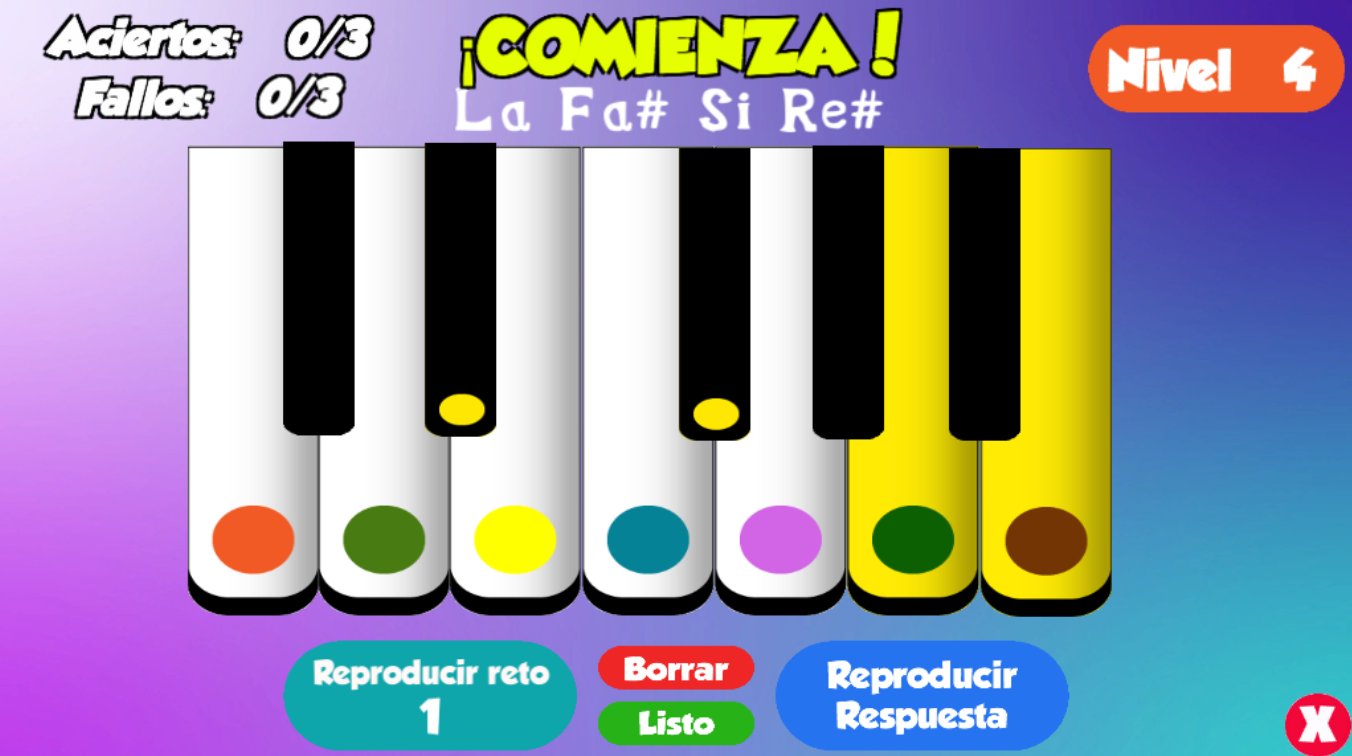 Aciertos: 0/3
Fallos: 0/3
¡COMIENZA!
La Fa# Si Re#
Nivel 4
Reproducir reto
1
Borrar
Listo
Reproducir
Respuesta
X